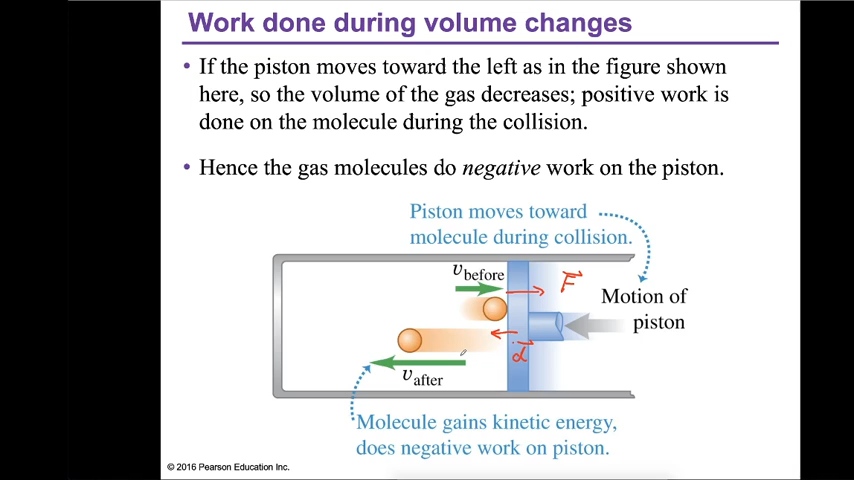 Work done during volume changes
• If the piston moves toward the left as in the figure shown
here, so the volume of the gas decreases; positive work is
done on the molecule during the collision.
• Hence the gas molecules do negative work on the piston.
Piston moves toward
molecule during collision.
v before
F
Motion of
piston
d
v after
Molecule gains kinetic energy,
does negative work on piston.
© 2016 Pearson Education Inc.